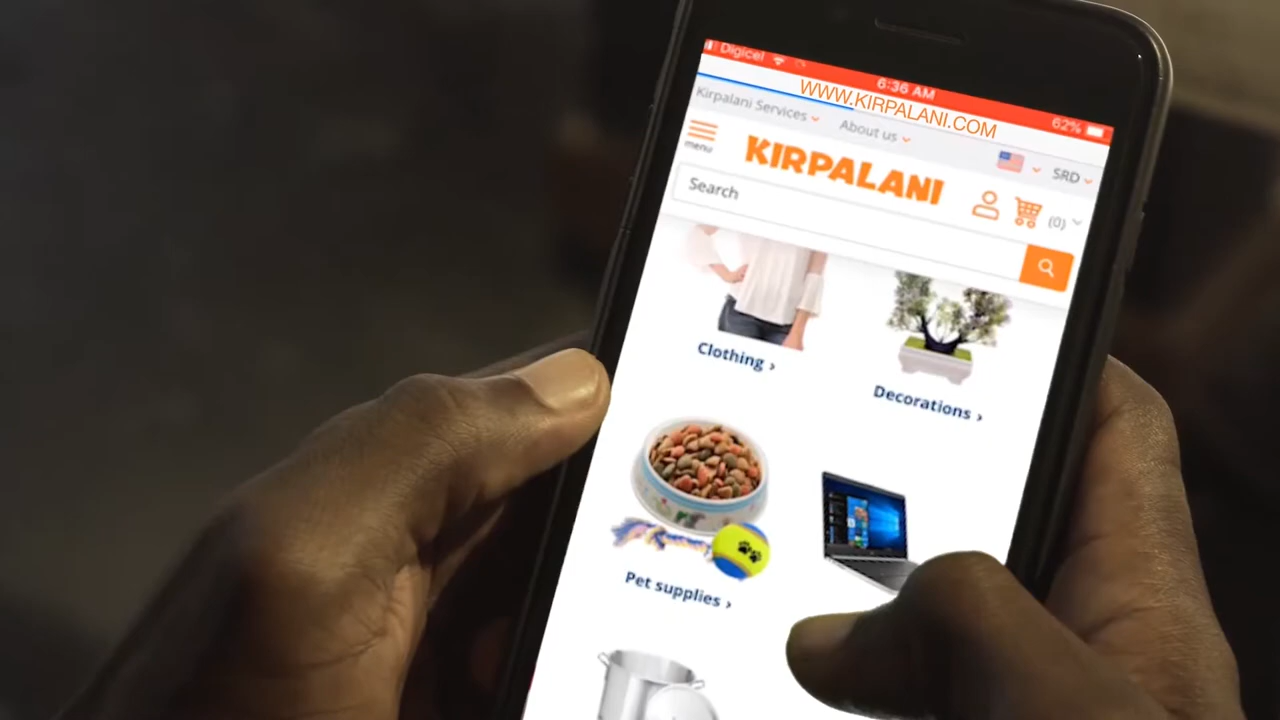 Digicel
6:36 AM
62%
WWW.KIRPALANI.COM
Kirpalani Services
About us
SRD
menu
KIRPALANI
(0)
Search
Clothing ›
Decorations ›
Pet supplies ›